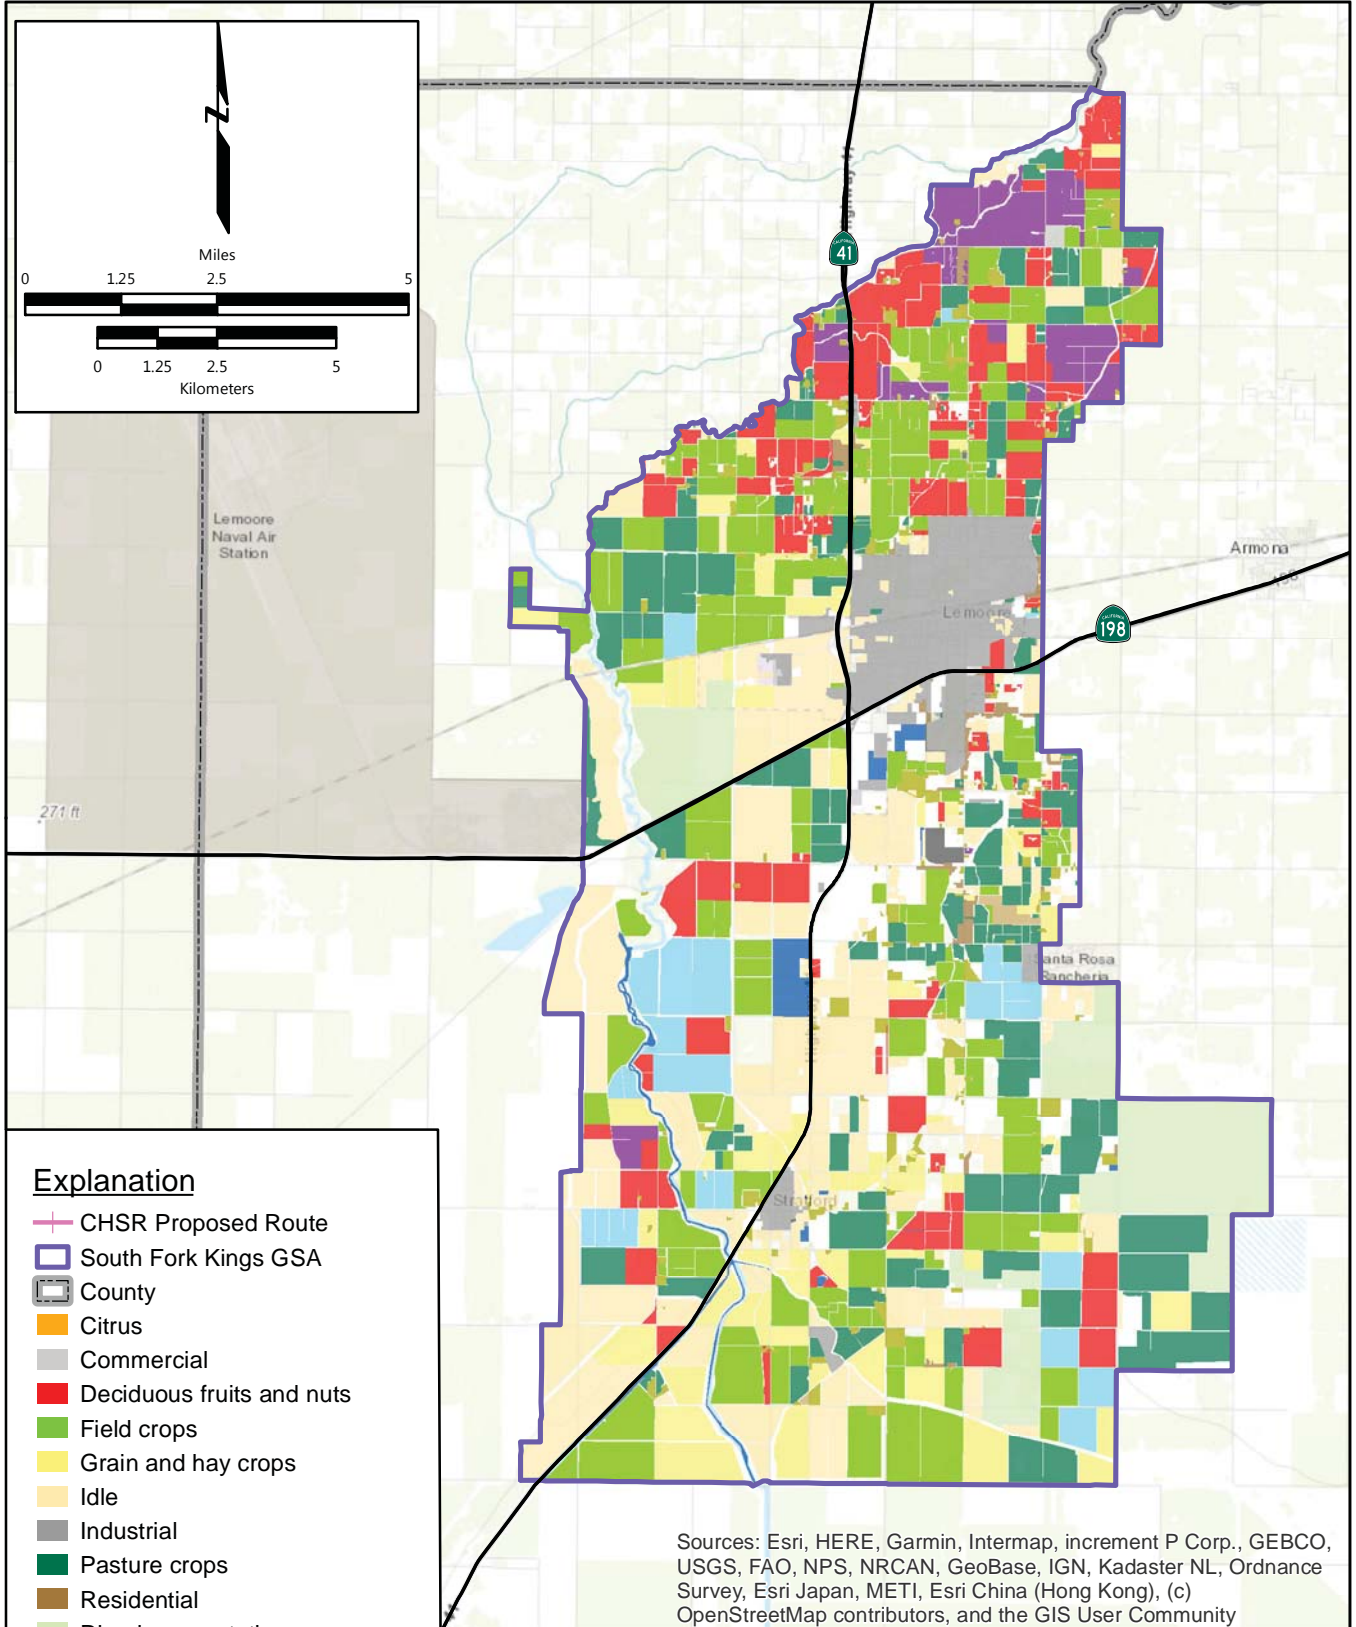 N
Miles
0 1.25 2.5 5
0 1.25 2.5 5
Kilometers
CALIFORNIA
41
Lemoore
Naval Air
Station
Armona
198
Lemoore
CALIFORNIA
198
271 ft
Santa Rosa
Rancheria
Stratford
Explanation
CHSR Proposed Route
South Fork Kings GSA
County
Citrus
Commercial
Deciduous fruits and nuts
Field crops
Grain and hay crops
Idle
Industrial
Pasture crops
Residential
Sources: Esri, HERE, Garmin, Intermap, increment P Corp., GEBCO,
USGS, FAO, NPS, NRCAN, GeoBase, IGN, Kadaster NL, Ordnance
Survey, Esri Japan, METI, Esri China (Hong Kong), (c)
OpenStreetMap contributors, and the GIS User Community